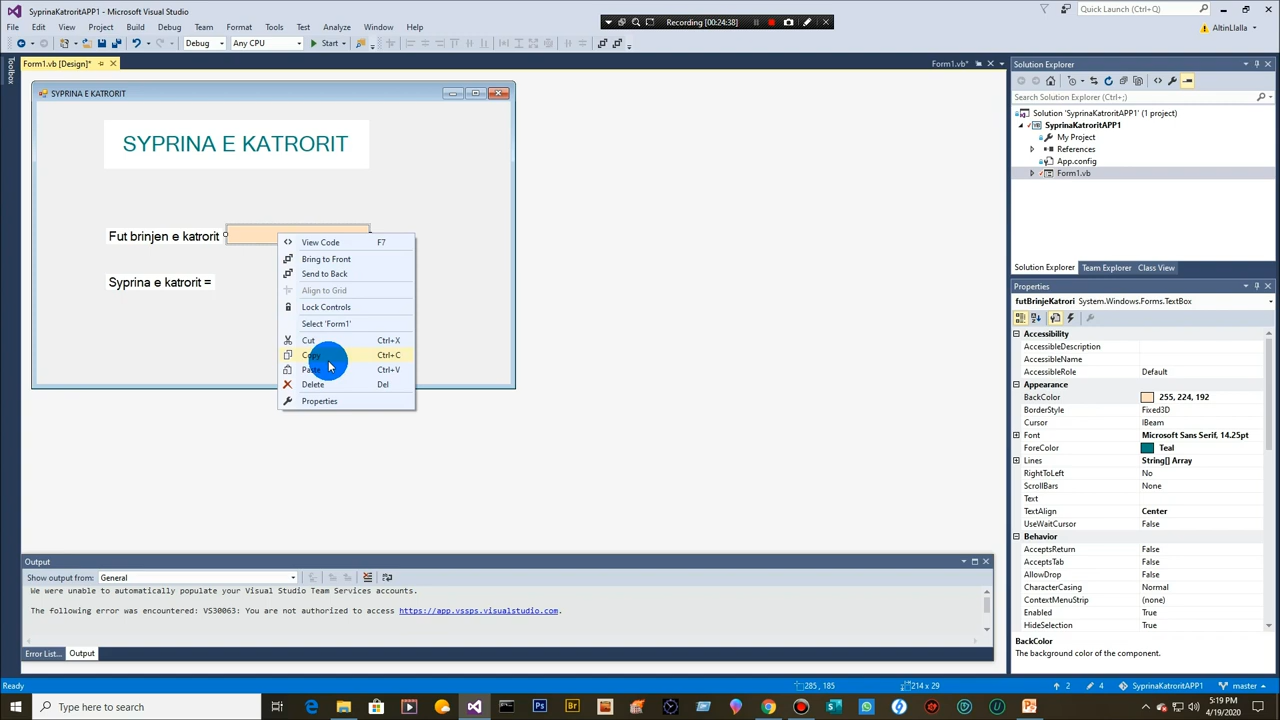 SyprinaKatroritAPP1 - Microsoft Visual Studio
Recording [00:24:38]
Quick Launch (Ctrl+Q)
File Edit View Project Build Debug Team Format Tools Test Analyze Window Help
AltinLlalla
Debug Any CPU Start
Toolbox
Form1.vb [Design]*
Form1.vb*
SYPRINA E KATRORIT
SYPRINA E KATRORIT
Fut brinjen e katrorit
Syprina e katrorit =
View Code F7
Bring to Front
Send to Back
Align to Grid
Lock Controls
Select 'Form1'
Cut Ctrl+X
Copy Ctrl+C
Paste Ctrl+V
Delete Del
Properties
Solution Explorer
Search Solution Explorer (Ctrl+;)
Solution 'SyprinaKatroritAPP1' (1 project)
SyprinaKatroritAPP1
My Project
References
App.config
Form1.vb
Solution Explorer Team Explorer Class View
Properties
futBrinjeKatrori System.Windows.Forms.TextBox
Accessibility
AccessibleDescription
AccessibleName
AccessibleRole Default
Appearance
BackColor 255, 224, 192
BorderStyle Fixed3D
Cursor IBeam
Font Microsoft Sans Serif, 14.25pt
ForeColor Teal
Lines String[] Array
RightToLeft No
ScrollBars None
Text
TextAlign Center
UseWaitCursor False
Behavior
AcceptsReturn False
AcceptsTab False
AllowDrop False
CharacterCasing Normal
ContextMenuStrip (none)
Enabled True
HideSelection True
BackColor
The background color of the component.
Output
Show output from: General
We were unable to automatically populate your Visual Studio Team Services accounts.
The following error was encountered: VS30063: You are not authorized to access https://app.vssps.visualstudio.com.
Error List... Output
Ready
285 , 185
214 x 29
2
4
SyprinaKatroritAPP1
master
Type here to search
5:19 PM
4/19/2020